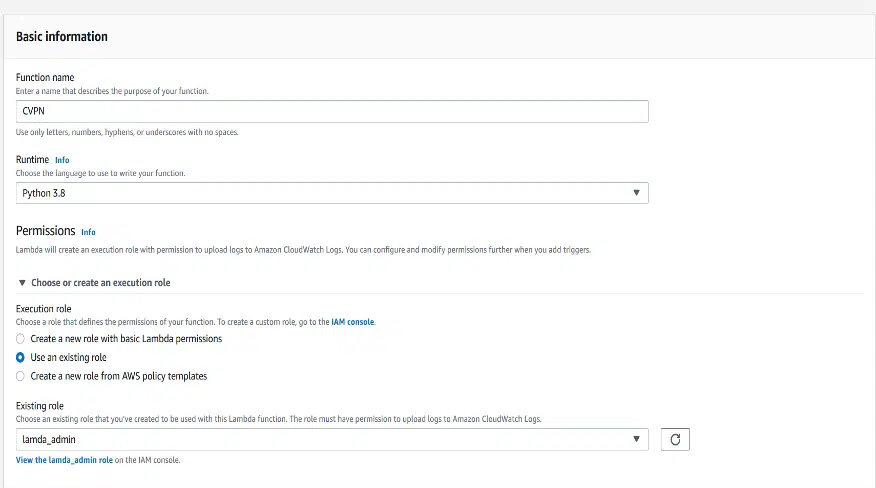 Basic information
Function name
Enter a name that describes the purpose of your function.
CVPN
Use only letters, numbers, hyphens, or underscores with no spaces.
Runtime Info
Choose the language to use to write your function.
Python 3.8
Permissions Info
Lambda will create an execution role with permission to upload logs to Amazon CloudWatch Logs. You can configure and modify permissions further when you add triggers.
Choose or create an execution role
Execution role
Choose a role that defines the permissions of your function. To create a custom role, go to the IAM console.
Create a new role with basic Lambda permissions
Use an existing role
Create a new role from AWS policy templates
Existing role
Choose an existing role that you've created to be used with this Lambda function. The role must have permission to upload logs to Amazon CloudWatch Logs.
lamda_admin
View the lamda_admin role on the IAM console.